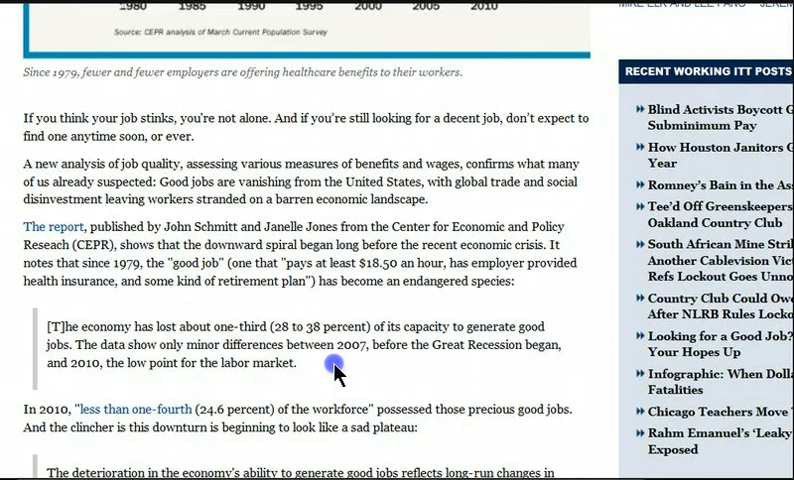 1980 1985 1990 1995 2000 2005 2010
Source: CEPR analysis of March Current Population Survey
Since 1979, fewer and fewer employers are offering healthcare benefits to their workers.
If you think your job stinks, you're not alone. And if you're still looking for a decent job, don't expect to
find one anytime soon, or ever.
A new analysis of job quality, assessing various measures of benefits and wages, confirms what many
of us already suspected: Good jobs are vanishing from the United States, with global trade and social
disinvestment leaving workers stranded on a barren economic landscape.
The report, published by John Schmitt and Janelle Jones from the Center for Economic and Policy
Reseach (CEPR), shows that the downward spiral began long before the recent economic crisis. It
notes that since 1979, the "good job" (one that "pays at least $18.50 an hour, has employer provided
health insurance, and some kind of retirement plan") has become an endangered species:
[T]he economy has lost about one-third (28 to 38 percent) of its capacity to generate good
jobs. The data show only minor differences between 2007, before the Great Recession began,
and 2010, the low point for the labor market.
In 2010, "less than one-fourth (24.6 percent) of the workforce" possessed those precious good jobs.
And the clincher is this downturn is beginning to look like a sad plateau:
The deterioration in the economy's ability to generate good jobs reflects long-run changes in
RECENT WORKING ITT POSTS
Blind Activists Boycott G
Subminimum Pay
How Houston Janitors G
Year
Romney's Bain in the As
Tee'd Off Greenskeepers
Oakland Country Club
South African Mine Stri
Another Cablevision Vic
Refs Lockout Goes Unno
Country Club Could Ow
After NLRB Rules Locko
Looking for a Good Job?
Your Hopes Up
Infographic: When Dolla
Fatalities
Chicago Teachers Move
Rahm Emanuel's 'Leaky
Exposed